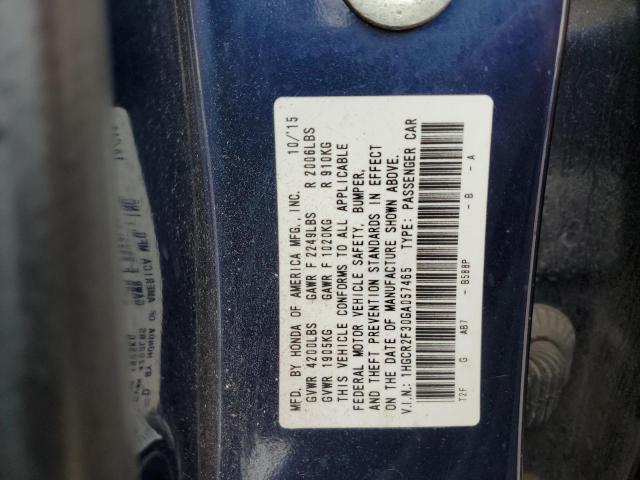 MFD. BY HONDA OF AMERICA MFG., INC. 10/15
GVWR 4200LBS GAWR F 2249LBS R 2006LBS
GVWR 1905KG GAWR F 1020KG R 910KG
THIS VEHICLE CONFORMS TO ALL APPLICABLE
FEDERAL MOTOR VEHICLE SAFETY, BUMPER,
AND THEFT PREVENTION STANDARDS IN EFFECT
ON THE DATE OF MANUFACTURE SHOWN ABOVE.
V.I.N.: 1HGCR2F30GA057465 TYPE: PASSENGER CAR
T2F G AB7 - B588P - B - A